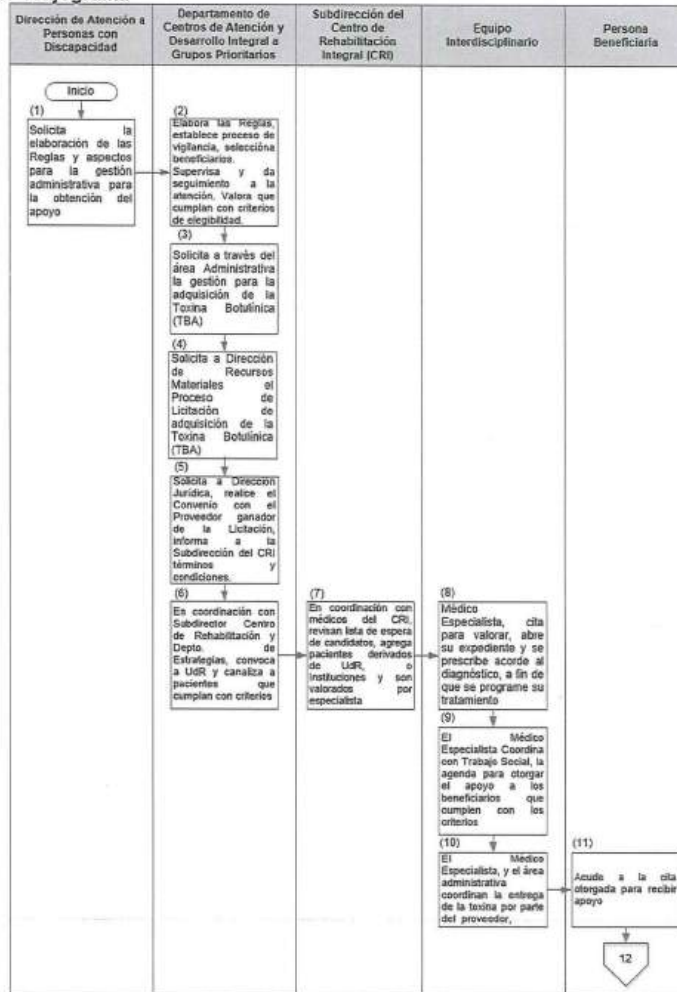 Dirección de Atención a
Personas con
Discapacidad
Departamento de
Centros de Atención y
Desarrollo Integral a
Grupos Prioritarios
Subdirección del
Centro de
Rehabilitación
Integral (CRI)
Equipo
Interdisciplinario
Persona
Beneficiaria
Inicio
(1)
Solicita la
elaboración de las
Reglas y aspectos
para la gestión
administrativa para
la obtención del
apoyo
(2)
Elabora las Reglas,
establece proceso de
vigilancia, selecciona
beneficiarios.
Supervisa y da
seguimiento a la
atención. Valora que
cumplan con criterios
de elegibilidad.
(3)
Solicita a través del
área Administrativa
la gestión para la
adquisición de la
Toxina Botulínica
(TBA)
(4)
Solicita a Dirección
de Recursos
Materiales el
Proceso de
Licitación de
adquisición de la
Toxina Botulínica
(TBA)
(5)
Solicita a Dirección
Jurídica, realice el
Convenio con el
Proveedor ganador
de la Licitación,
informa a la
Subdirección del CRI
términos y
condiciones.
(6)
En coordinación con
Subdirector Centro
de Rehabilitación y
Depto. de
Estrategias, convoca
a UdR y canaliza a
pacientes que
cumplan con criterios
(7)
En coordinación con
médicos del CRI,
revisan lista de espera
de candidatos, agrega
pacientes derivados
de UdR, o
Instituciones y son
valorados por
especialista
(8)
Médico
Especialista, cita
para valorar, abre
su expediente y se
prescribe acorde al
diagnóstico, a fin de
que se programe su
tratamiento
(9)
El Médico
Especialista Coordina
con Trabajo Social, la
agenda para otorgar
el apoyo a los
beneficiarios que
cumplen con los
criterios
(10)
El Médico
Especialista, y el área
administrativa
coordinan la entrega
de la toxina por parte
del proveedor,
(11)
Acude a la cita
otorgada para recibir
apoyo
12